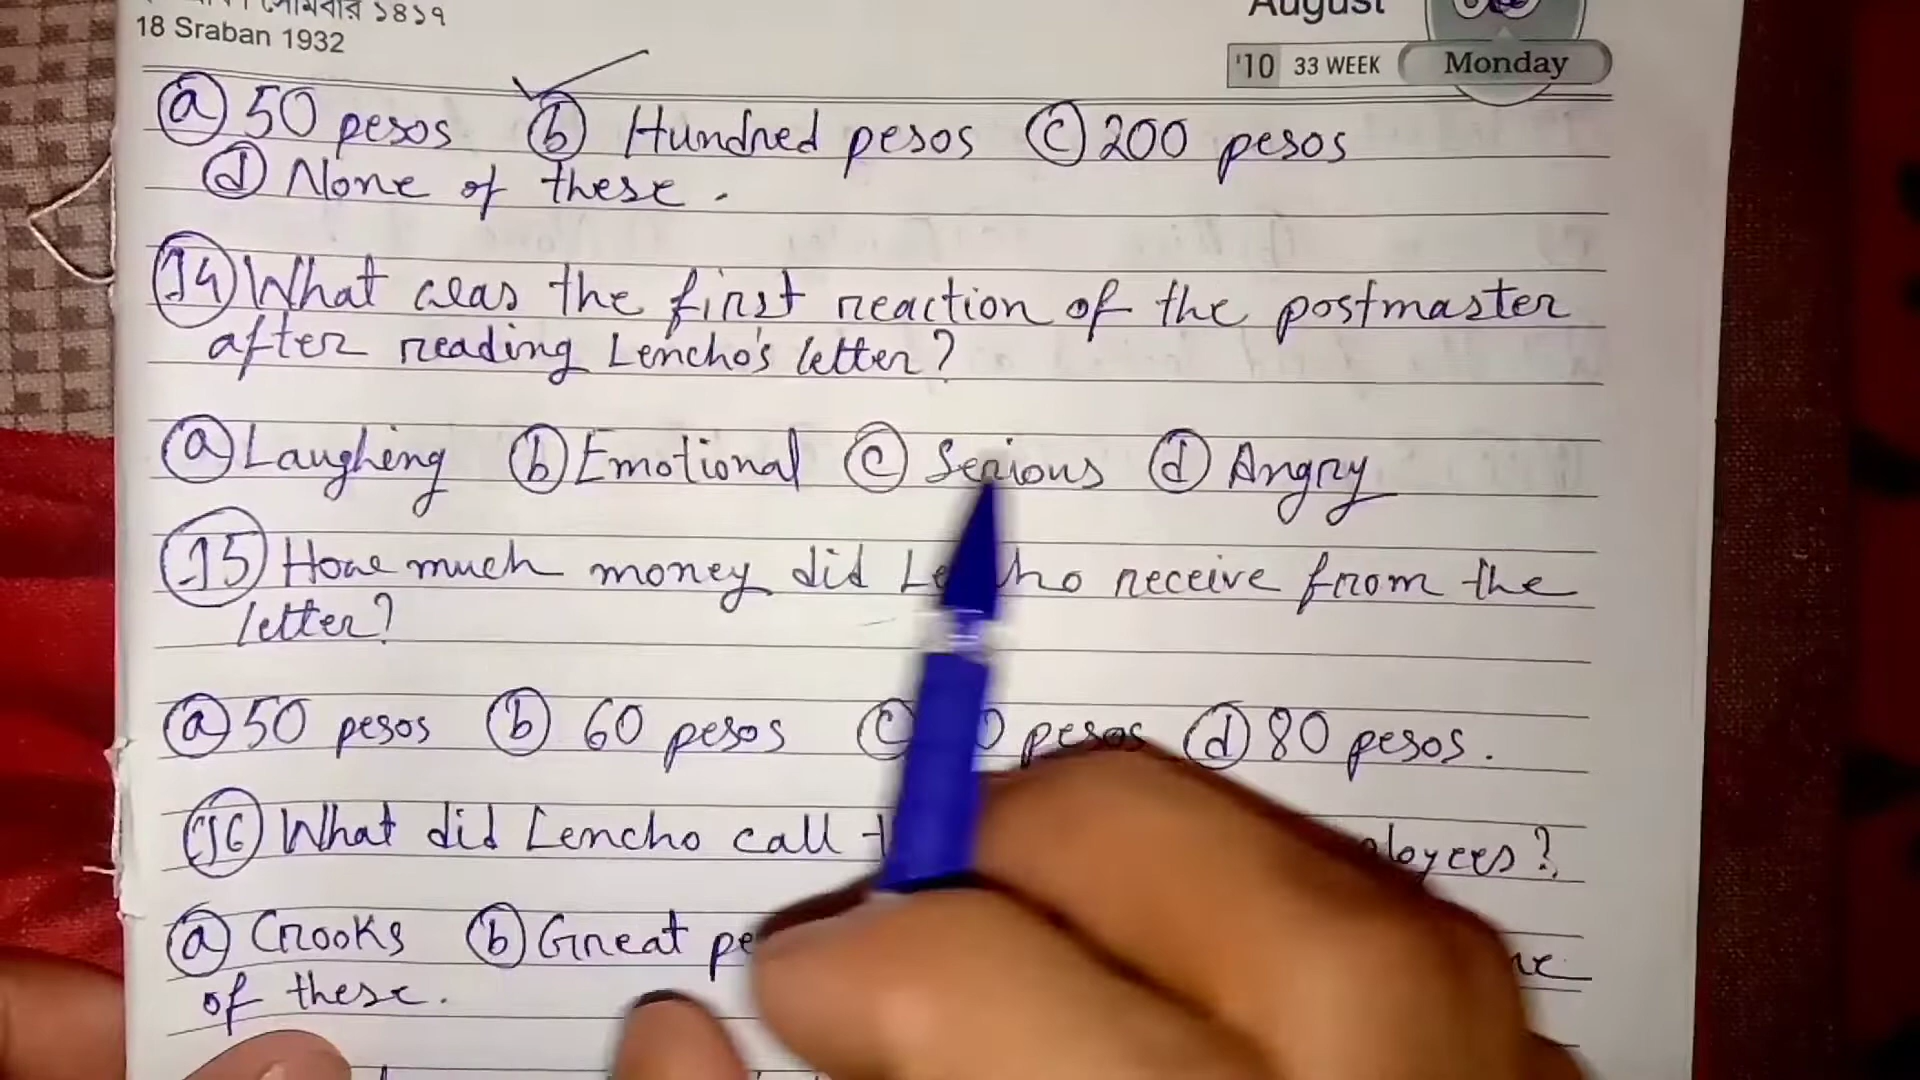 সোমবার ১৪১৭
18 Sraban 1932
August
'10 33 WEEK Monday
(a) 50 pesos (b) Hundred pesos (c) 200 pesos
(d) None of these.
(14) What was the first reaction of the postmaster
after reading Lencho's letter?
(a) Laughing (b) Emotional (c) Serious (d) Angry
(15) How much money did Lencho receive from the
letter?
(a) 50 pesos (b) 60 pesos (c) 0 pesos (d) 80 pesos.
(16) What did Lencho call
(a) Crooks (b) Great
of these.